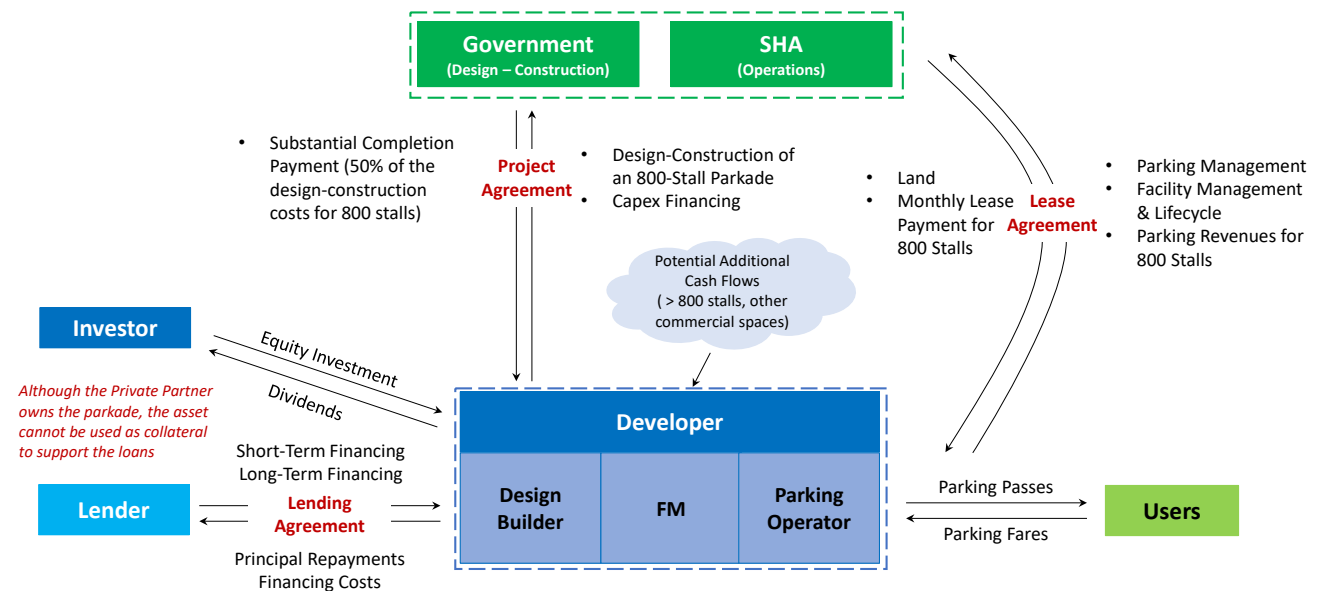 Government
(Design – Construction)
SHA
(Operations)
• Substantial Completion
Payment (50% of the
design-construction
costs for 800 stalls)
Project
Agreement
• Design-Construction of
an 800-Stall Parkade
• Capex Financing
• Land
• Monthly Lease
Payment for
800 Stalls
Lease
Agreement
• Parking Management
• Facility Management
& Lifecycle
• Parking Revenues for
800 Stalls
Potential Additional
Cash Flows
( > 800 stalls, other
commercial spaces)
Investor
Equity Investment
Dividends
Although the Private Partner
owns the parkade, the asset
cannot be used as collateral
to support the loans
Developer
Design
Builder
FM
Parking
Operator
Short-Term Financing
Long-Term Financing
Lender
Lending
Agreement
Principal Repayments
Financing Costs
Parking Passes
Parking Fares
Users